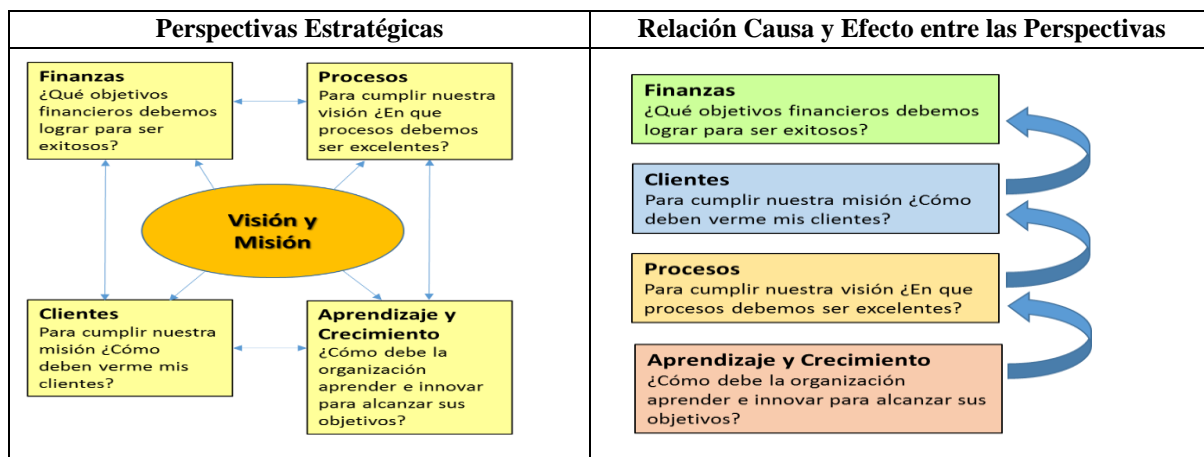 Perspectivas Estratégicas
Finanzas
¿Qué objetivos
financieros debemos
lograr para ser
exitosos?
Procesos
Para cumplir nuestra
visión ¿En que
procesos debemos
ser excelentes?
Visión y
Misión
Clientes
Para cumplir nuestra
misión ¿Cómo
deben verme mis
clientes?
Aprendizaje y
Crecimiento
¿Cómo debe la
organización
aprender e innovar
para alcanzar sus
objetivos?
Relación Causa y Efecto entre las Perspectivas
Finanzas
¿Qué objetivos financieros debemos
lograr para ser exitosos?
Clientes
Para cumplir nuestra misión ¿Cómo
deben verme mis clientes?
Procesos
Para cumplir nuestra visión ¿En que
procesos debemos ser excelentes?
Aprendizaje y Crecimiento
¿Cómo debe la organización
aprender e innovar para alcanzar sus
objetivos?